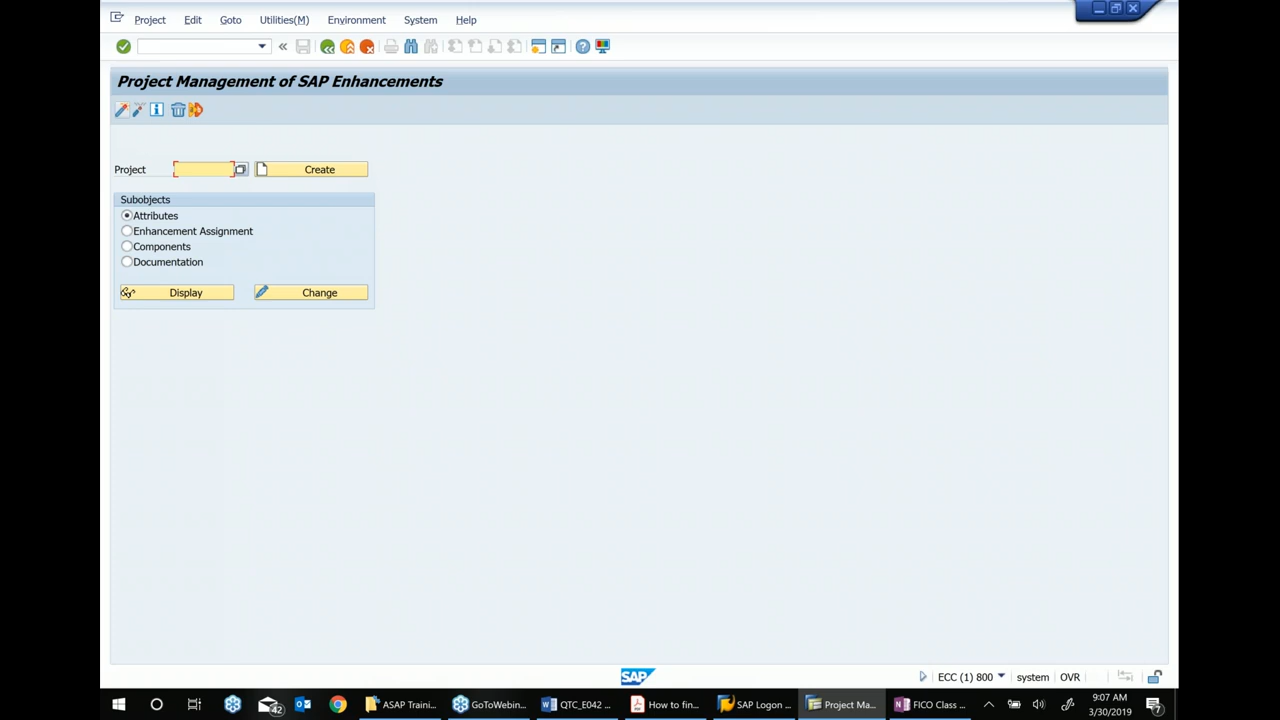 Project Edit Goto Utilities(M) Environment System Help
Project Management of SAP Enhancements
Project Create
Subobjects
Attributes
Enhancement Assignment
Components
Documentation
Display Change
SAP ECC (1) 800 system OVR
42 ASAP Traini... GoToWebin... QTC_E042 ... How to fin... SAP Logon ... Project Ma... FICO Class ... 9:07 AM
3/30/2019 7